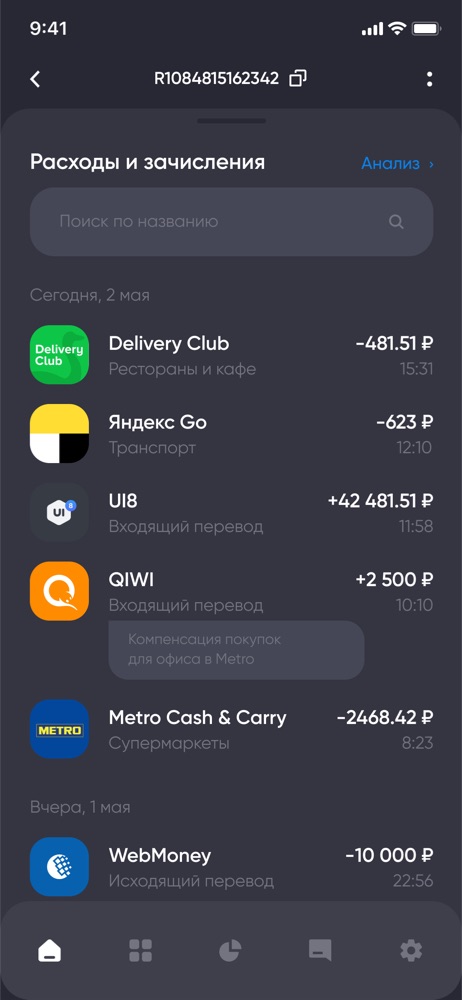 9:41
R1084815162342
Расходы и зачисления
Анализ ›
Поиск по названию
Сегодня, 2 мая
Delivery Club
Delivery Club -481.51 ₽
Рестораны и кафе 15:31
Яндекс Go -623 ₽
Транспорт 12:10
UI 8
UI8 +42 481.51 ₽
Входящий перевод 11:58
QIWI +2 500 ₽
Входящий перевод 10:10
Компенсация покупок
для офиса в Metro
METRO
Metro Cash & Carry -2468.42 ₽
Супермаркеты 8:23
Вчера, 1 мая
WebMoney -10 000 ₽
Исходящий перевод 22:56